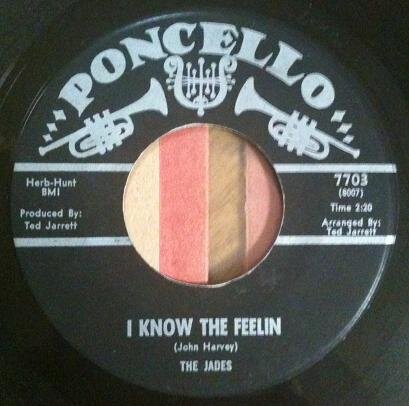 PONCELLO
Herb-Hunt
BMI
Produced By:
Ted Jarrett
7703
(8007)
Time 2:20
Arranged By:
Ted Jarrett
I KNOW THE FEELIN
(John Harvey)
THE JADES